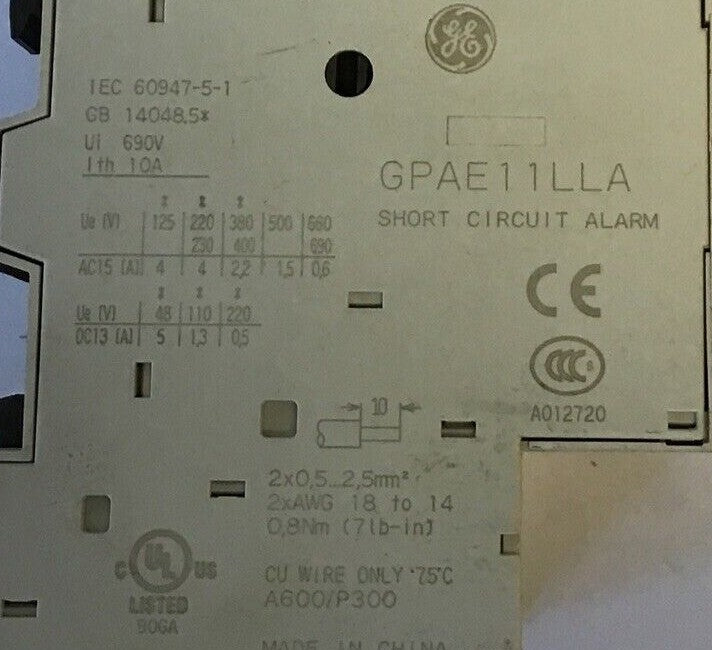 GE
IEC 60947-5-1
GB 14048.5*
Ui 690V
Ith 10A
GPAE11LLA
SHORT CIRCUIT ALARM
* * *
Ue (V) 125 220 380 500 660
230 400 690
AC15 (A) 4 4 2,2 1,5 0,6
* * *
Ue (V) 48 110 220
DC13 (A) 5 1,3 0,5
CE
CCC
A012720
10
2x0,5...2,5mm²
2xAWG 18 to 14
0,8Nm (7lb-in)
C UL US
LISTED
90GA
CU WIRE ONLY *75°C
A600/P300
MADE IN CHINA *